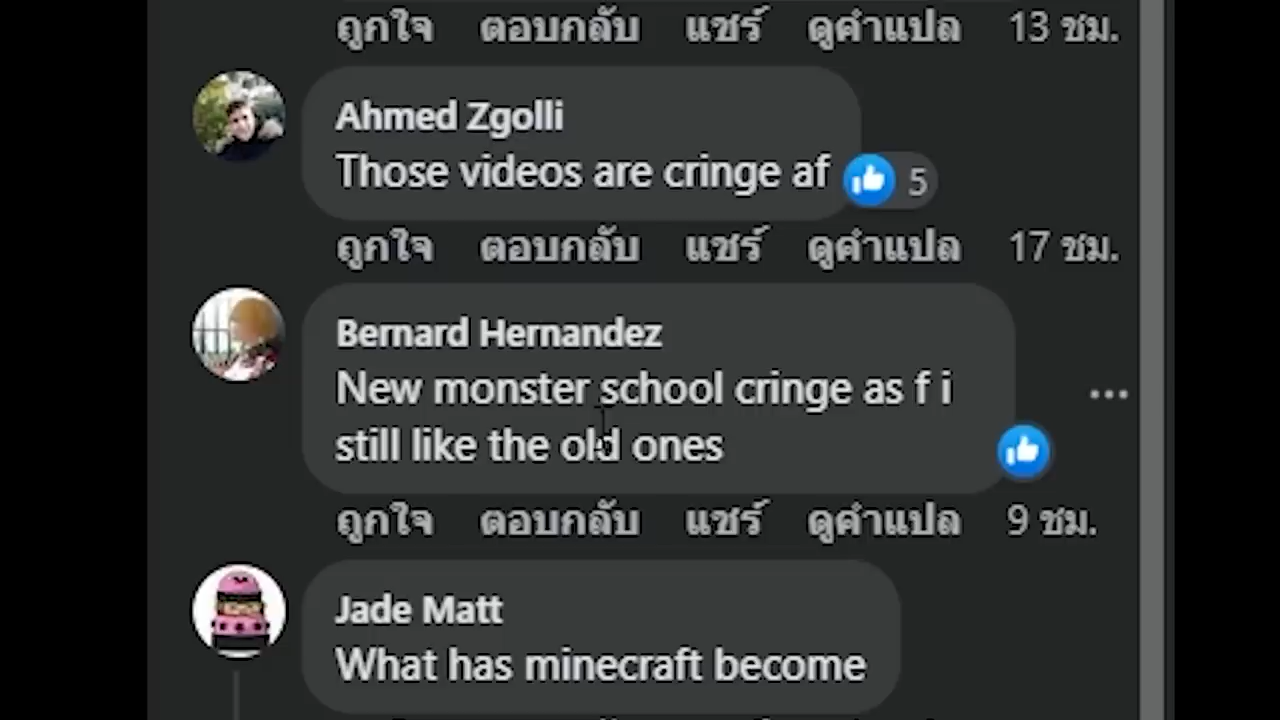 ถูกใจ ตอบกลับ แชร์ ดูคำแปล 13 ชม.
Ahmed Zgolli
Those videos are cringe af
5
ถูกใจ ตอบกลับ แชร์ ดูคำแปล 17 ชม.
Bernard Hernandez
New monster school cringe as f i
still like the old ones
ถูกใจ ตอบกลับ แชร์ ดูคำแปล 9 ชม.
Jade Matt
What has minecraft become